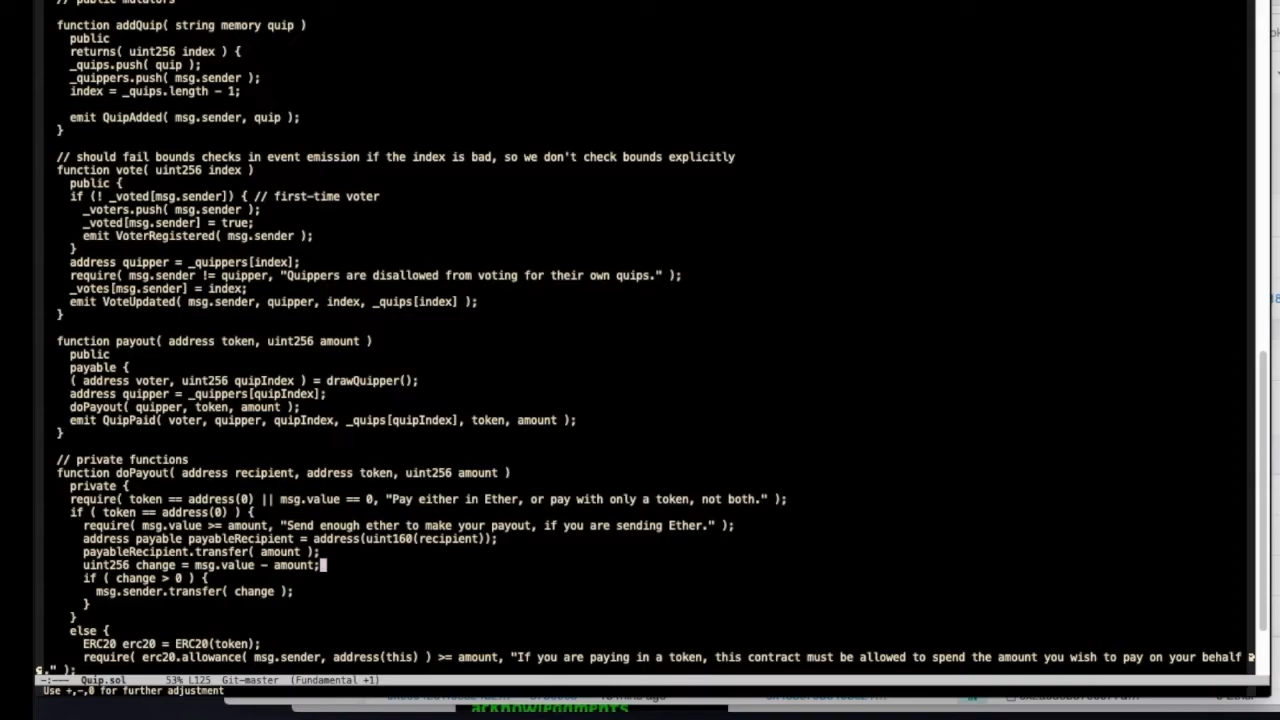 // public mutators
function addQuip( string memory quip )
public
returns( uint256 index ) {
_quips.push( quip );
_quippers.push( msg.sender );
index = _quips.length - 1;
emit QuipAdded( msg.sender, quip );
}
// should fail bounds checks in event emission if the index is bad, so we don't check bounds explicitly
function vote( uint256 index )
public {
if (! _voted[msg.sender]) { // first-time voter
_voters.push( msg.sender );
_voted[msg.sender] = true;
emit VoterRegistered( msg.sender );
}
address quipper = _quippers[index];
require( msg.sender != quipper, "Quippers are disallowed from voting for their own quips." );
_votes[msg.sender] = index;
emit VoteUpdated( msg.sender, quipper, index, _quips[index] );
}
function payout( address token, uint256 amount )
public
payable {
( address voter, uint256 quipIndex ) = drawQuipper();
address quipper = _quippers[quipIndex];
doPayout( quipper, token, amount );
emit QuipPaid( voter, quipper, quipIndex, _quips[quipIndex], token, amount );
}
// private functions
function doPayout( address recipient, address token, uint256 amount )
private {
require( token == address(0) || msg.value == 0, "Pay either in Ether, or pay with only a token, not both." );
if ( token == address(0) ) {
require( msg.value >= amount, "Send enough ether to make your payout, if you are sending Ether." );
address payable payableRecipient = address(uint160(recipient));
payableRecipient.transfer( amount );
uint256 change = msg.value - amount;
if ( change > 0 ) {
msg.sender.transfer( change );
}
}
else {
ERC20 erc20 = ERC20(token);
require( erc20.allowance( msg.sender, address(this) ) >= amount, "If you are paying in a token, this contract must be allowed to spend the amount you wish to pay on your behalf
." );
-:--- Quip.sol 53% L125 Git-master (Fundamental +1)
Use +,-,0 for further adjustment
acknowledgments